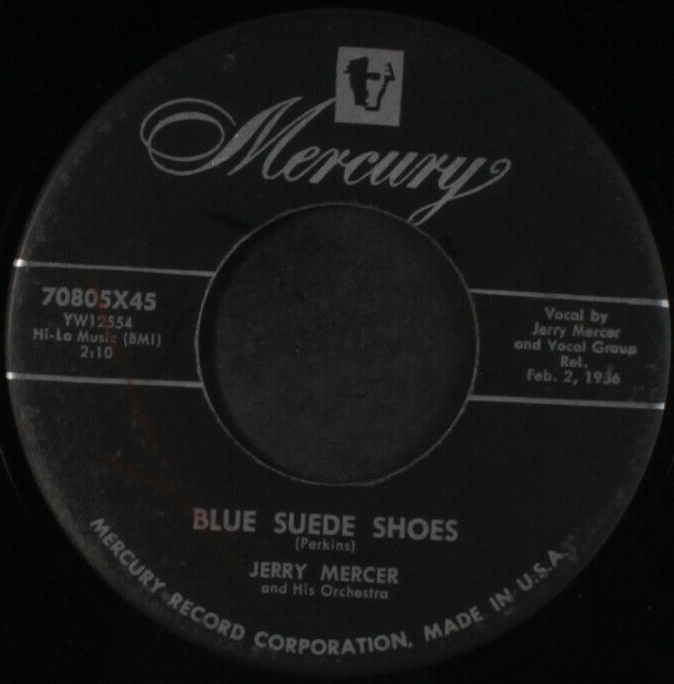 Mercury
70805X45
YW12554
Hi-Lo Music (BMI)
2:10
Vocal by
Jerry Mercer
and Vocal Group
Rel.
Feb. 2, 1956
BLUE SUEDE SHOES
(Perkins)
JERRY MERCER
and His Orchestra
MERCURY RECORD CORPORATION, MADE IN U.S.A.